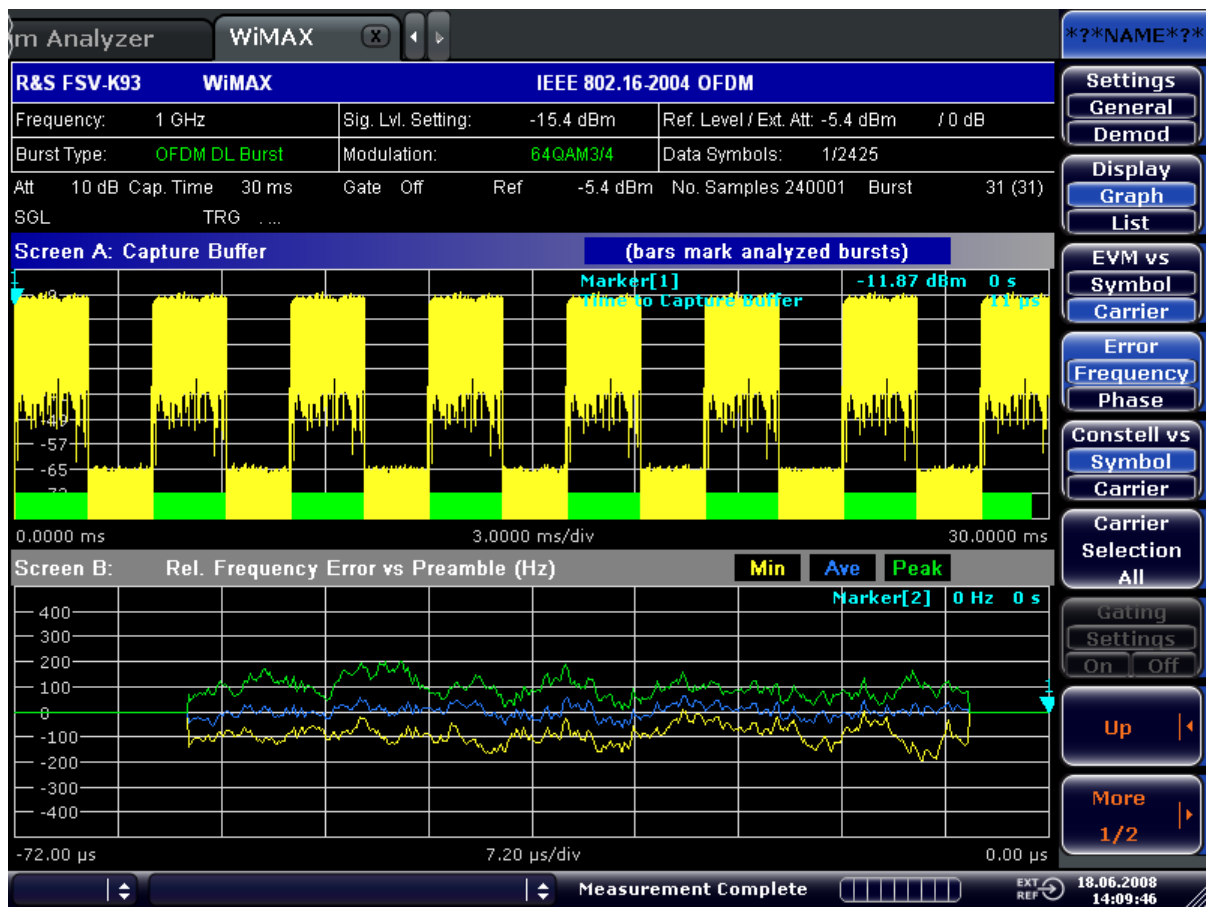 m Analyzer WiMAX X
R&S FSV-K93 WiMAX IEEE 802.16-2004 OFDM
Frequency: 1 GHz Sig. Lvl. Setting: -15.4 dBm Ref. Level / Ext. Att: -5.4 dBm / 0 dB
Burst Type: OFDM DL Burst Modulation: 64QAM3/4 Data Symbols: 1/2425
Att 10 dB Cap. Time 30 ms Gate Off Ref -5.4 dBm No. Samples 240001 Burst 31 (31)
SGL TRG . ...
Screen A: Capture Buffer (bars mark analyzed bursts)
1
Marker[1] -11.87 dBm 0 s
Time to Capture Buffer 11 µs
-57
-65
-73
0.0000 ms 3.0000 ms/div 30.0000 ms
Screen B: Rel. Frequency Error vs Preamble (Hz) Min Ave Peak
Marker[2] 0 Hz 0 s
400
300
200
100
1
0
-100
-200
-300
-400
-72.00 µs 7.20 µs/div 0.00 µs
Measurement Complete
EXT REF
18.06.2008
14:09:46
*?*NAME*?*
Settings
General
Demod
Display
Graph
List
EVM vs
Symbol
Carrier
Error
Frequency
Phase
Constell vs
Symbol
Carrier
Carrier
Selection
All
Gating
Settings
On Off
Up
More
1/2